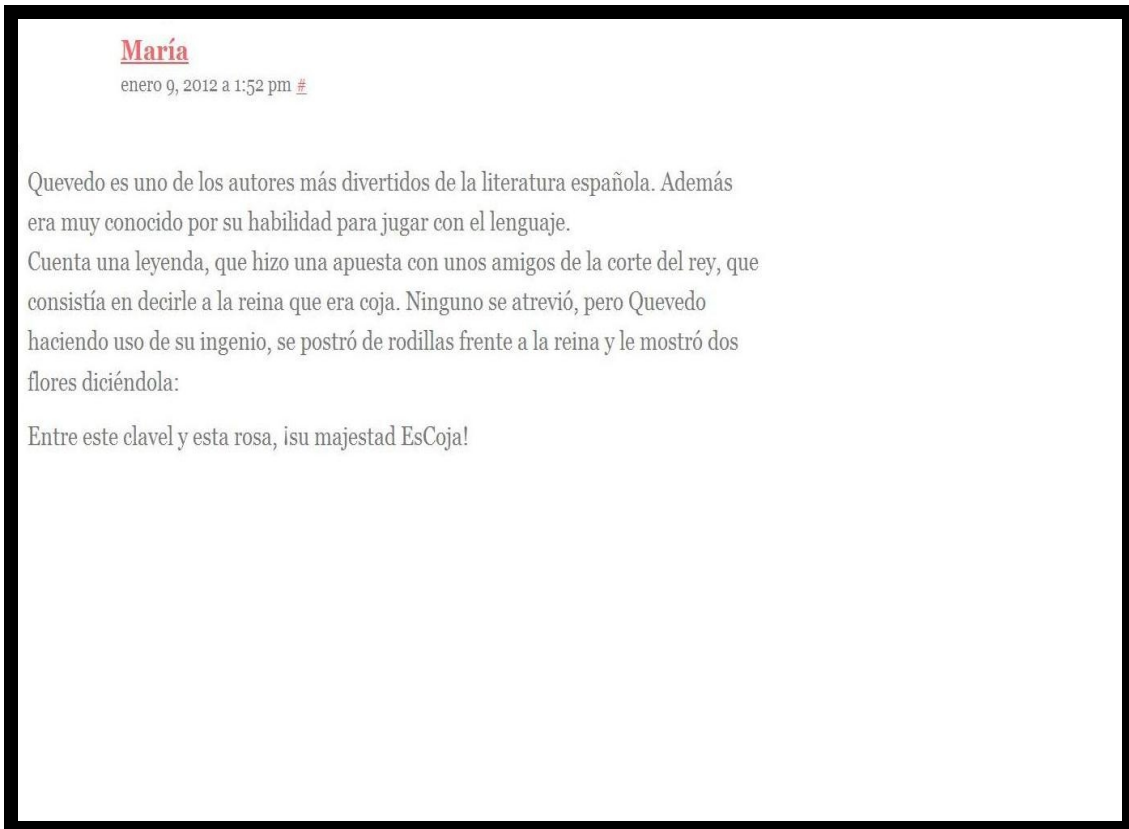 María
enero 9, 2012 a 1:52 pm #
Quevedo es uno de los autores más divertidos de la literatura española. Además
era muy conocido por su habilidad para jugar con el lenguaje.
Cuenta una leyenda, que hizo una apuesta con unos amigos de la corte del rey, que
consistía en decirle a la reina que era coja. Ninguno se atrevió, pero Quevedo
haciendo uso de su ingenio, se postró de rodillas frente a la reina y le mostró dos
flores diciéndola:
Entre este clavel y esta rosa, ¡su majestad EsCoja!